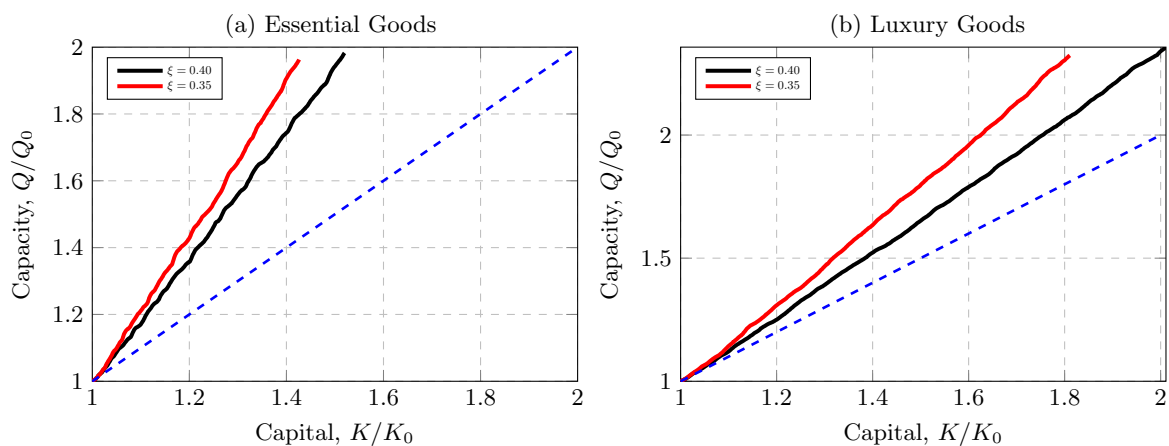 (a) Essential Goods
2
1.8
1.6
1.4
1.2
1
1
1.2
1.4
1.6
1.8
2
Capacity, Q/Q₀
Capital, K/K₀
ξ = 0.40
ξ = 0.35
(b) Luxury Goods
2
1.5
1
1
1.2
1.4
1.6
1.8
2
Capacity, Q/Q₀
Capital, K/K₀
ξ = 0.40
ξ = 0.35